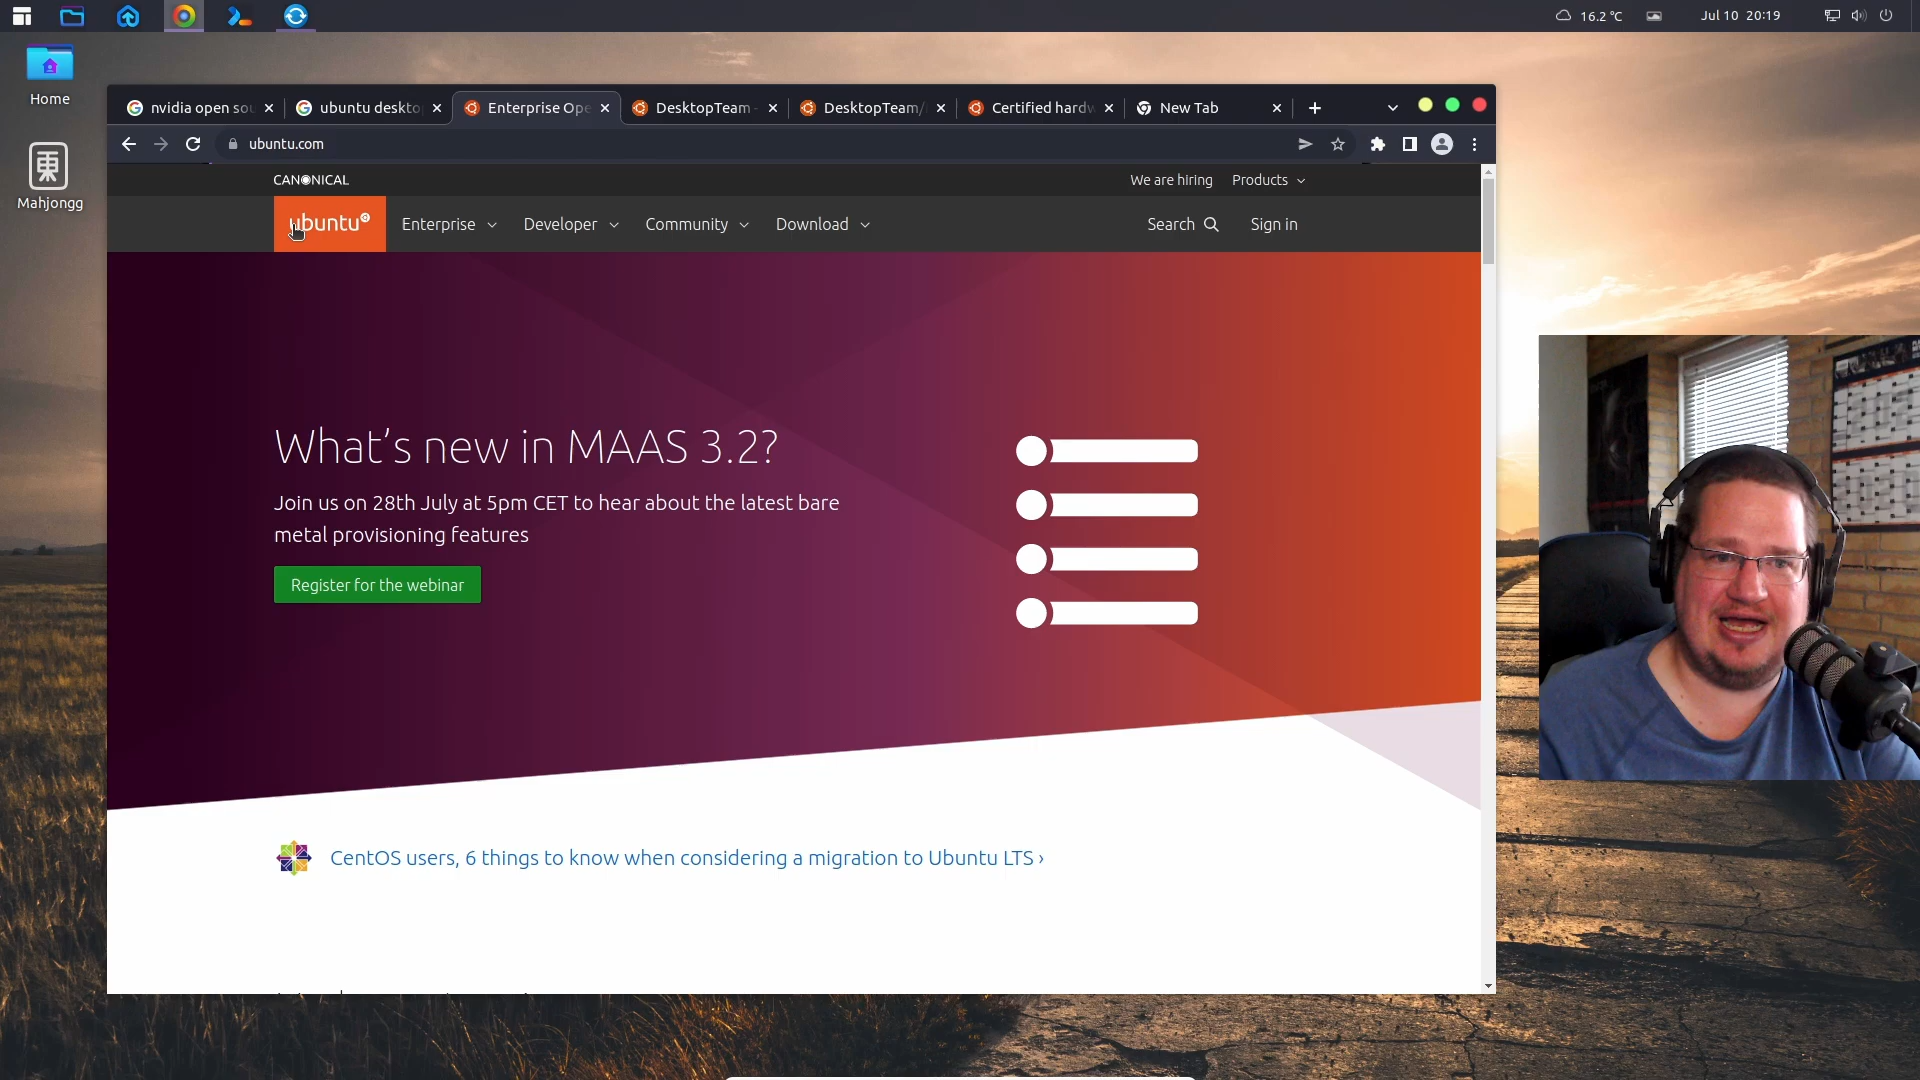 16.2 °C
Jul 10 20:19
Home
東
Mahjongg
nvidia open sou
ubuntu deskto
Enterprise Ope
DesktopTeam -
DesktopTeam/
Certified hardw
New Tab
ubuntu.com
CANONICAL
We are hiring
Products
ubuntu
Enterprise
Developer
Community
Download
Search
Sign in
What's new in MAAS 3.2?
Join us on 28th July at 5pm CET to hear about the latest bare
metal provisioning features
Register for the webinar
CentOS users, 6 things to know when considering a migration to Ubuntu LTS ›